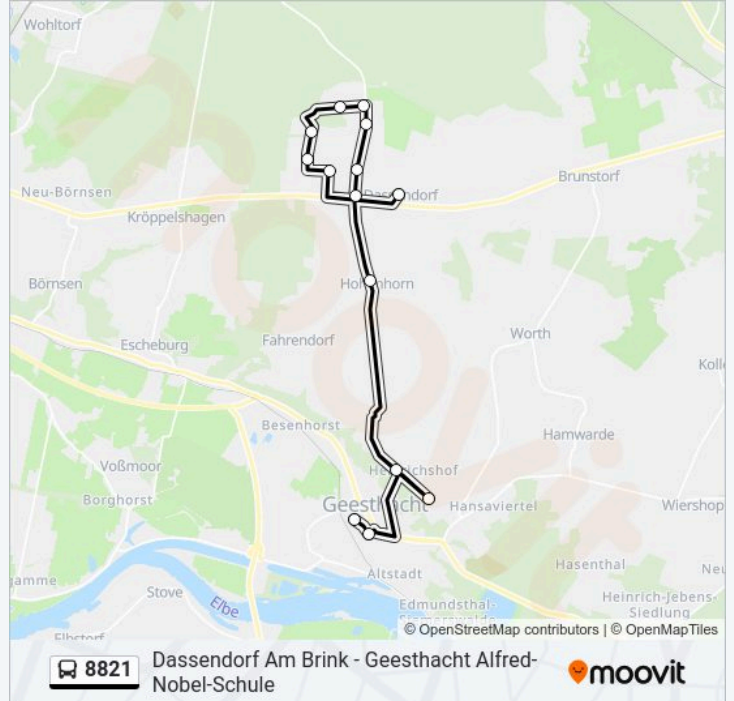 Wohltorf
Neu-Börnsen
Dassendorf
Brunstorf
Kröppelshagen
Börnsen
Hohenhorn
Escheburg
Fahrendorf
Worth
Besenhorst
Hamwarde
Voßmoor
Borghorst
Geesthacht
Hansaviertel
Wiershop
Altstadt
Hasenthal
Stove
Elbe
Edmundsthal-
Heinrich-Jebens-
Siedlung
© OpenStreetMap contributors | © OpenMapTiles
8821
Dassendorf Am Brink - Geesthacht Alfred-
Nobel-Schule
moovit